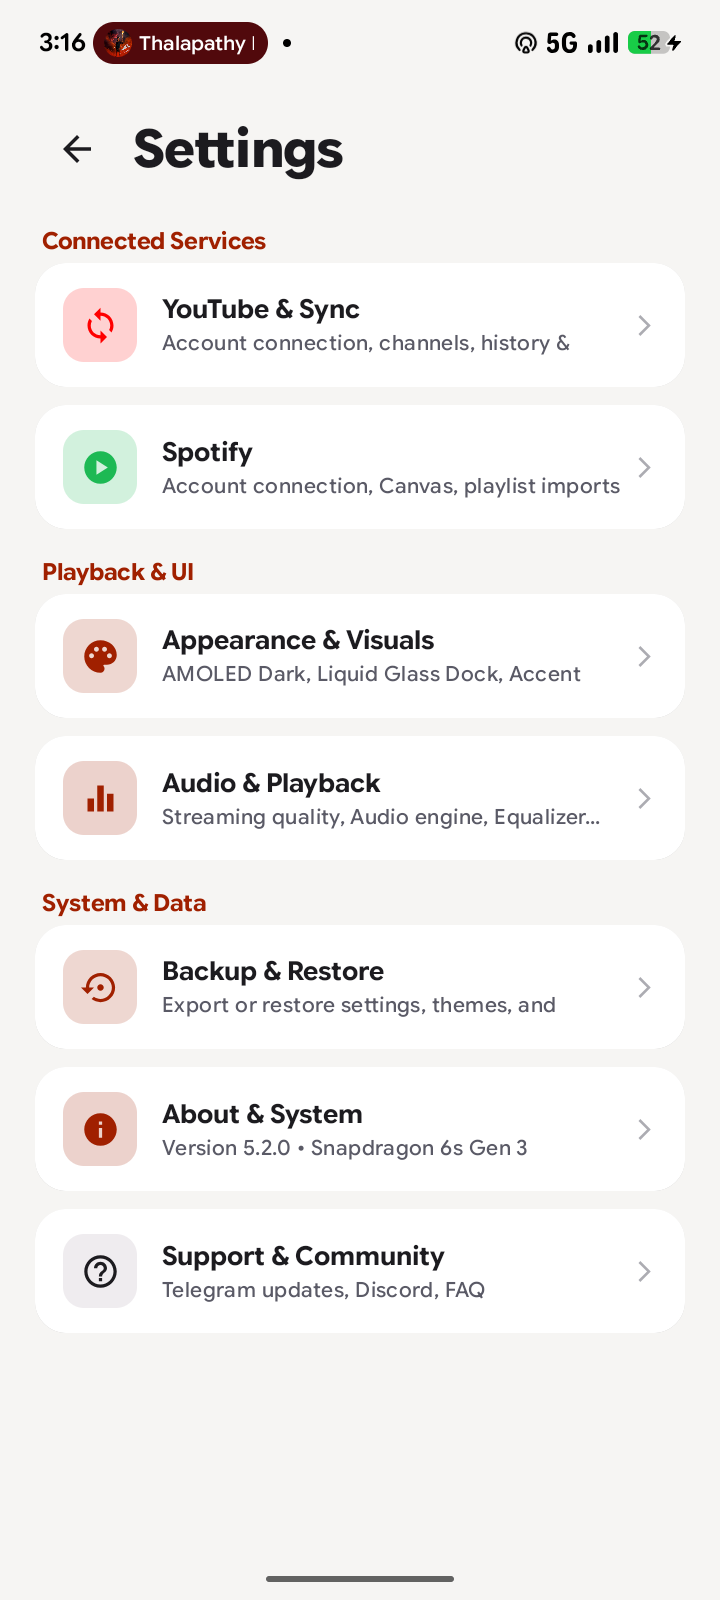 3:16 Thalapathy 5G 52
Settings
Connected Services
YouTube & Sync
Account connection, channels, history &
Spotify
Account connection, Canvas, playlist imports
Playback & UI
Appearance & Visuals
AMOLED Dark, Liquid Glass Dock, Accent
Audio & Playback
Streaming quality, Audio engine, Equalizer...
System & Data
Backup & Restore
Export or restore settings, themes, and
About & System
Version 5.2.0 • Snapdragon 6s Gen 3
Support & Community
Telegram updates, Discord, FAQ